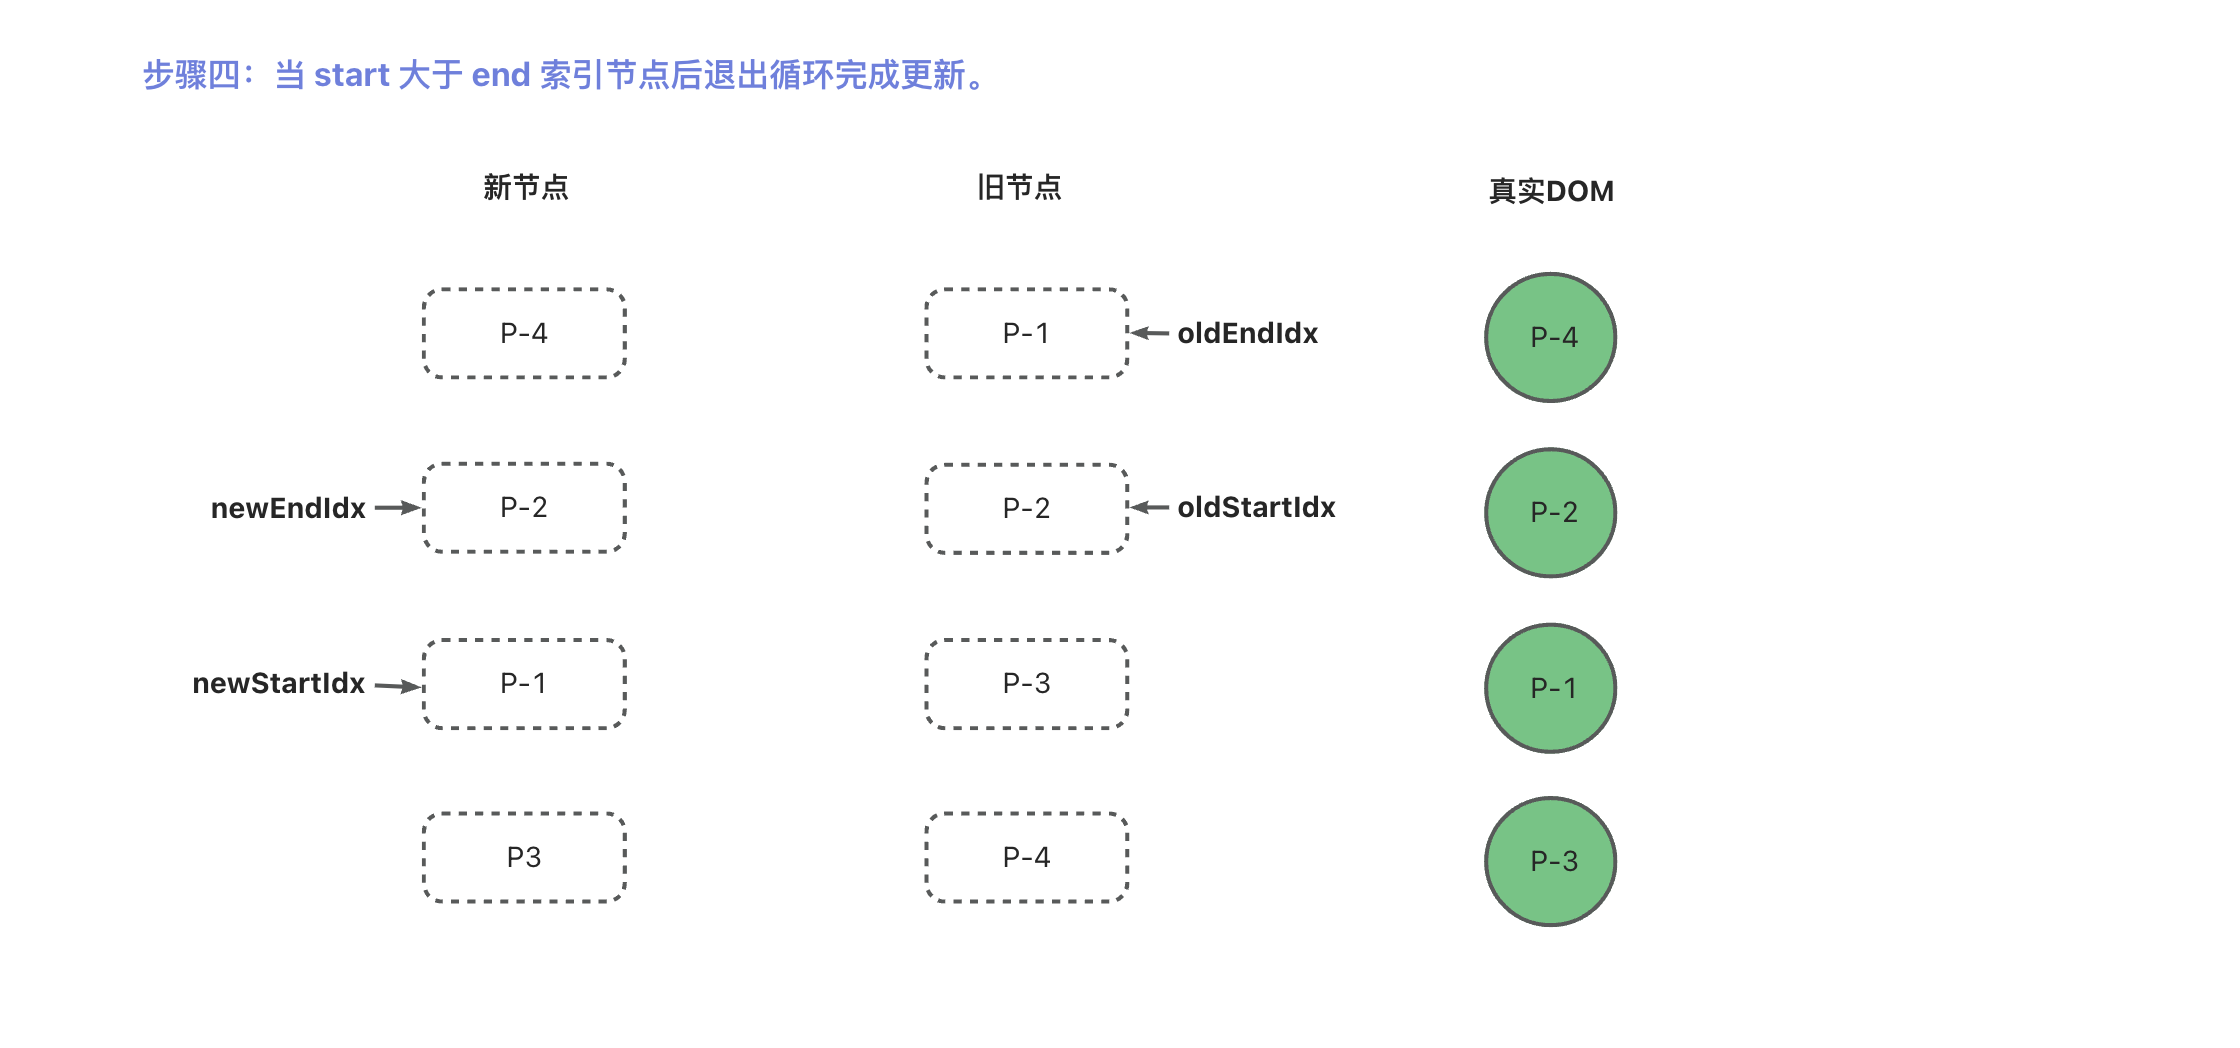 步骤四：当 start 大于 end 索引节点后退出循环完成更新。
新节点 旧节点 真实DOM
P-4 P-1 oldEndIdx P-4
newEndIdx P-2 P-2 oldStartIdx P-2
newStartIdx P-1 P-3 P-1
P3 P-4 P-3